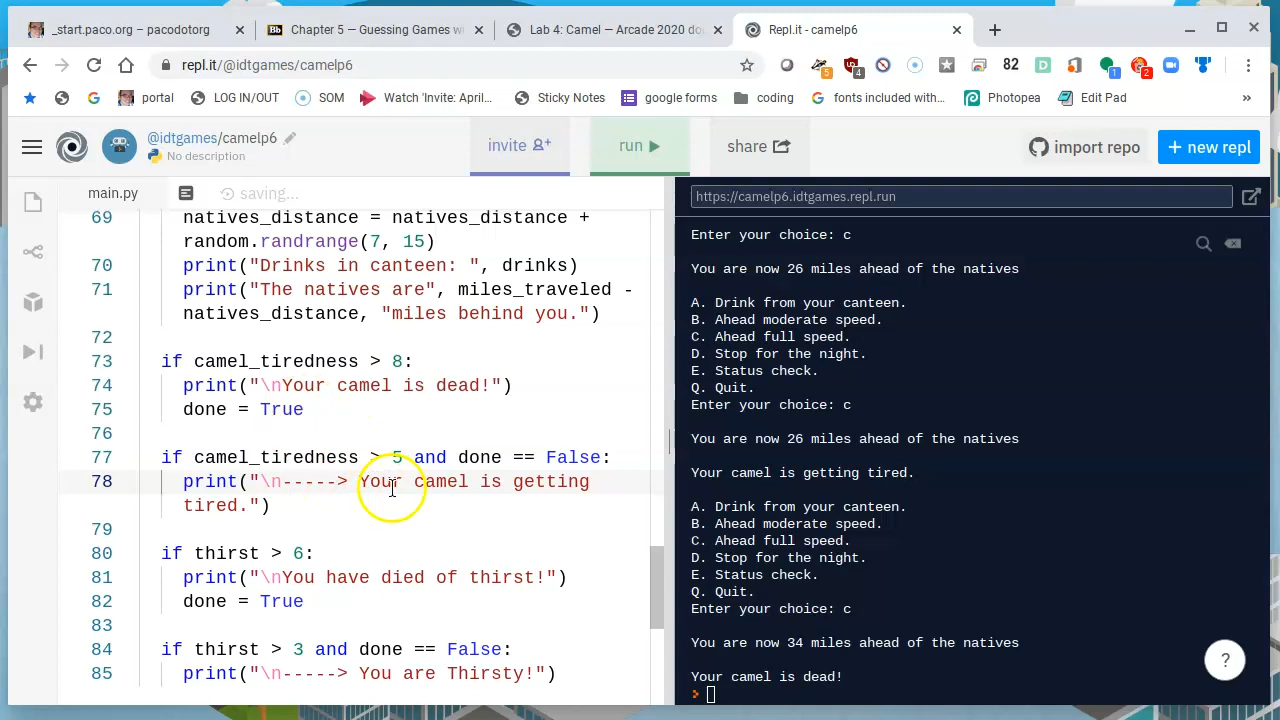 _start.paco.org — pacodotorg
Bb Chapter 5 — Guessing Games w
Lab 4: Camel — Arcade 2020 do
Repl.it - camelp6
repl.it/@idtgames/camelp6
5
4
82
D
1
2
portal
LOG IN/OUT
SOM
Watch 'Invite: April...
Sticky Notes
google forms
coding
fonts included with...
Photopea
Edit Pad
»
@idtgames/camelp6
No description
invite
run
share
import repo
+ new repl
main.py
saving...
69 natives_distance = natives_distance +
random.randrange(7, 15)
70 print("Drinks in canteen: ", drinks)
71 print("The natives are", miles_traveled -
natives_distance, "miles behind you.")
72
73 if camel_tiredness > 8:
74 print("\nYour camel is dead!")
75 done = True
76
77 if camel_tiredness > 5 and done == False:
78 print("\n-----> Your camel is getting
tired.")
79
80 if thirst > 6:
81 print("\nYou have died of thirst!")
82 done = True
83
84 if thirst > 3 and done == False:
85 print("\n-----> You are Thirsty!")
https://camelp6.idtgames.repl.run
Enter your choice: c
You are now 26 miles ahead of the natives
A. Drink from your canteen.
B. Ahead moderate speed.
C. Ahead full speed.
D. Stop for the night.
E. Status check.
Q. Quit.
Enter your choice: c
You are now 26 miles ahead of the natives
Your camel is getting tired.
A. Drink from your canteen.
B. Ahead moderate speed.
C. Ahead full speed.
D. Stop for the night.
E. Status check.
Q. Quit.
Enter your choice: c
You are now 34 miles ahead of the natives
Your camel is dead!
?